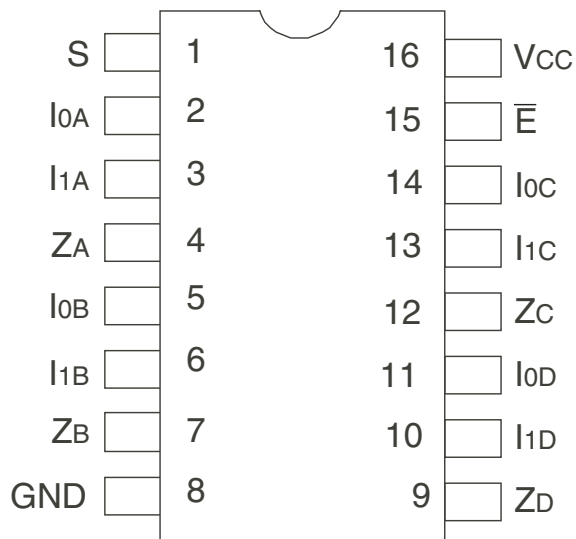 S 1 16 VCC
I0A 2 15 E̅
I1A 3 14 I0C
ZA 4 13 I1C
I0B 5 12 ZC
I1B 6 11 I0D
ZB 7 10 I1D
GND 8 9 ZD